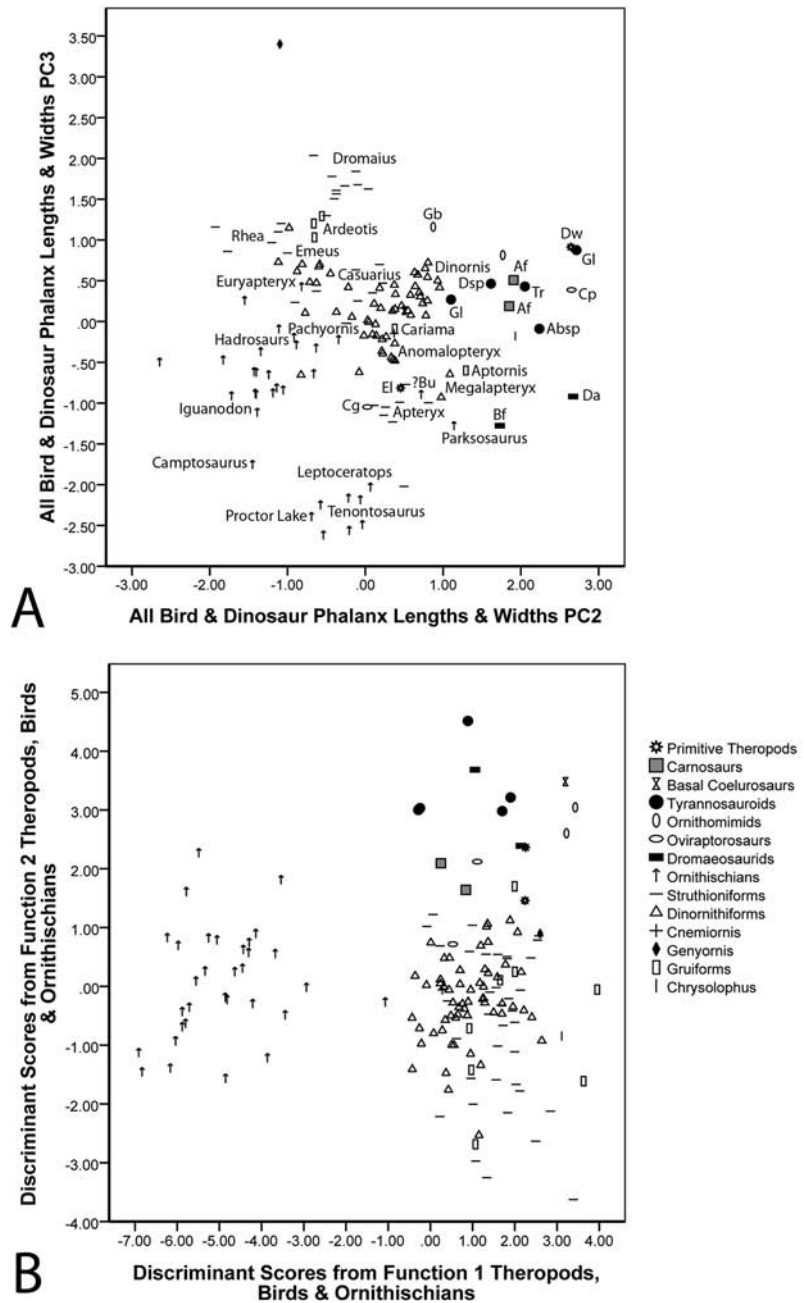 All Bird & Dinosaur Phalanx Lengths & Widths PC3
3.50
3.00
2.50
2.00
1.50
1.00
.50
.00
-.50
-1.00
-1.50
-2.00
-2.50
-3.00
Dromaius
Gb
Rhea
Ardeotis
Dw
Emeus
Dinornis
Af
Gl
Euryapteryx
Casuarius
Dsp
Tr
Cp
Gl
Af
Hadrosaurs
Pachyornis
Cariama
Absp
Anomalopteryx
Aptornis
El
?Bu
Megalapteryx
Da
Iguanodon
Cg
Apteryx
Bf
Parksosaurus
Camptosaurus
Leptoceratops
Proctor Lake
Tenontosaurus
-3.00 -2.00 -1.00 .00 1.00 2.00 3.00
A
All Bird & Dinosaur Phalanx Lengths & Widths PC2
Discriminant Scores from Function 2 Theropods, Birds
& Ornithischians
5.00
4.00
3.00
2.00
1.00
.00
-1.00
-2.00
-3.00
-4.00
-7.00 -6.00 -5.00 -4.00 -3.00 -2.00 -1.00 .00 1.00 2.00 3.00 4.00
Primitive Theropods
Carnosaurs
Basal Coelurosaurs
Tyrannosauroids
Ornithomimids
Oviraptorosaurs
Dromaeosaurids
Ornithischians
Struthioniforms
Dinornithiforms
Cnemiornis
Genyornis
Gruiforms
Chrysolophus
B
Discriminant Scores from Function 1 Theropods,
Birds & Ornithischians